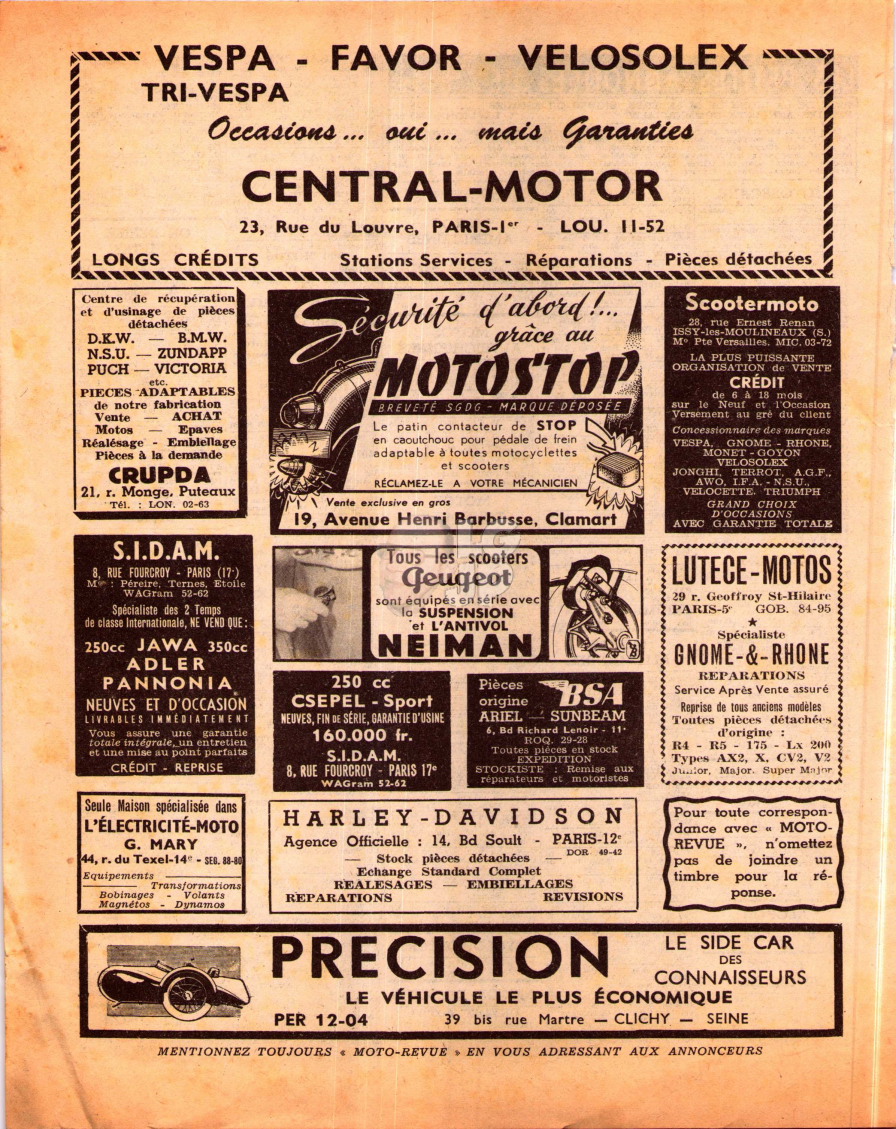 VESPA - FAVOR - VELOSOLEX
TRI-VESPA
Occasions... oui... mais Garanties
CENTRAL-MOTOR
23, Rue du Louvre, PARIS-1er - LOU. 11-52
LONGS CRÉDITS Stations Services - Réparations - Pièces détachées
Centre de récupération
et d'usinage de pièces
détachées
D.K.W. — B.M.W.
N.S.U. — ZUNDAPP
PUCH — VICTORIA
etc.
PIECES ADAPTABLES
de notre fabrication
Vente — ACHAT
Motos — Epaves
Réalésage - Embiellage
Pièces à la demande
CRUPDA
21, r. Monge, Puteaux
Tél. : LON. 02-63
Sécurité d'abord !...
grâce au
MOTOSTOP
BREVETÉ SGDG - MARQUE DÉPOSÉE
Le patin contacteur de STOP
en caoutchouc pour pédale de frein
adaptable à toutes motocyclettes
et scooters
RÉCLAMEZ-LE A VOTRE MÉCANICIEN
Vente exclusive en gros
19, Avenue Henri Barbusse, Clamart
Scootermoto
28, rue Ernest Renan
ISSY-les-MOULINEAUX (S.)
Mo Pte Versailles. MIC. 03-72
LA PLUS PUISSANTE
ORGANISATION de VENTE
CRÉDIT
de 6 à 18 mois
sur le Neuf et l'Occasion
Versement au gré du client
Concessionnaire des marques
VESPA, GNOME - RHONE,
MONET - GOYON
VELOSOLEX
JONGHI, TERROT, A.G.F.,
AWO, I.F.A. - N.S.U.,
VELOCETTE, TRIUMPH
GRAND CHOIX
D'OCCASIONS
AVEC GARANTIE TOTALE
S.I.D.A.M.
8, RUE FOURCROY - PARIS (17e)
Mos : Péreire, Ternes, Etoile
WAGram 52-62
Spécialiste des 2 Temps
de classe Internationale, NE VEND QUE :
250cc JAWA 350cc
ADLER
PANNONIA
NEUVES ET D'OCCASION
LIVRABLES IMMÉDIATEMENT
Vous assure une garantie
totale intégrale, un entretien
et une mise au point parfaits
CRÉDIT - REPRISE
Tous les scooters
Peugeot
sont équipés en série avec
la SUSPENSION
et L'ANTIVOL
NEIMAN
LUTECE-MOTOS
29 r. Geoffroy St-Hilaire
PARIS-5e GOB. 84-95
★
Spécialiste
GNOME-&-RHONE
REPARATIONS
Service Après Vente assuré
Reprise de tous anciens modèles
Toutes pièces détachées
d'origine :
R4 - R5 - 175 - Lx 200
Types AX2, X, CV2, V2
Junior, Major, Super Major
250 cc
CSEPEL - Sport
NEUVES, FIN DE SÉRIE, GARANTIE D'USINE
160.000 fr.
S.I.D.A.M.
8, RUE FOURCROY - PARIS 17e
WAGram 52-62
Pièces
origine BSA
ARIEL — SUNBEAM
6, Bd Richard Lenoir - 11e
ROQ. 29-28
Toutes pièces en stock
EXPEDITION
STOCKISTE : Remise aux
réparateurs et motoristes
Seule Maison spécialisée dans
L'ÉLECTRICITÉ-MOTO
G. MARY
44, r. du Texel-14e - SEG. 88-80
Equipements
Transformations
Bobinages - Volants
Magnétos - Dynamos
HARLEY-DAVIDSON
Agence Officielle : 14, Bd Soult - PARIS-12e
— Stock pièces détachées — DOR 49-42
Echange Standard Complet
REALESAGES — EMBIELLAGES
REPARATIONS REVISIONS
Pour toute correspon-
dance avec « MOTO-
REVUE », n'omettez
pas de joindre un
timbre pour la ré-
ponse.
PRECISION
LE SIDE CAR
DES
CONNAISSEURS
LE VÉHICULE LE PLUS ÉCONOMIQUE
PER 12-04 39 bis rue Martre — CLICHY — SEINE
MENTIONNEZ TOUJOURS « MOTO-REVUE » EN VOUS ADRESSANT AUX ANNONCEURS